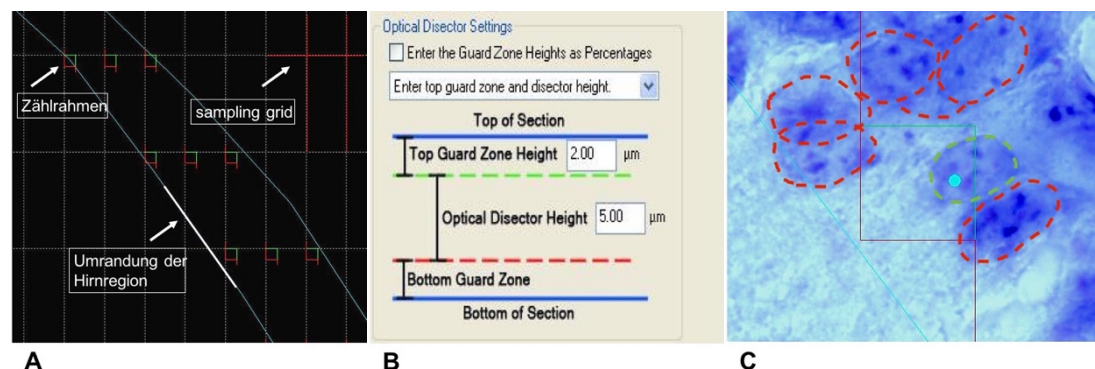 Zählrahmen
sampling grid
Umrandung der
Hirnregion
A
Optical Disector Settings
Enter the Guard Zone Heights as Percentages
Enter top guard zone and disector height.
Top of Section
Top Guard Zone Height 2.00 µm
Optical Disector Height 5.00 µm
Bottom Guard Zone
Bottom of Section
B
C